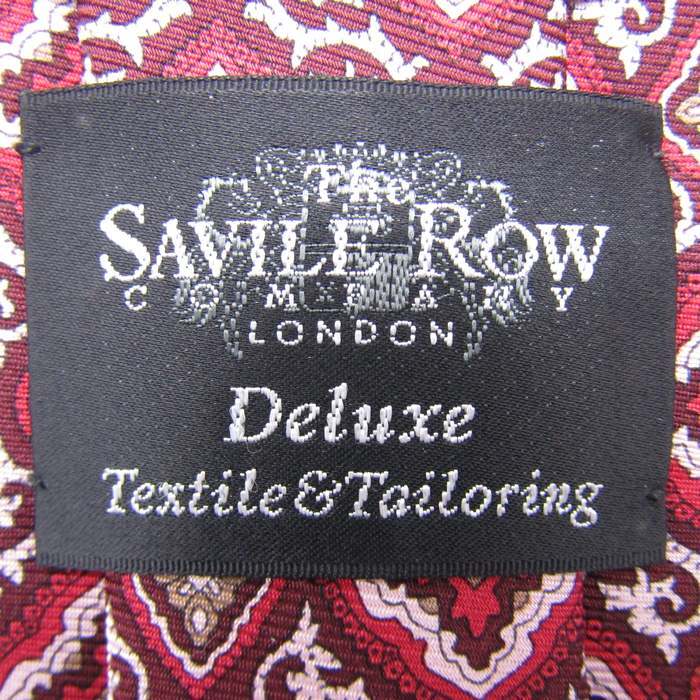 The
SAVILE ROW
COMPANY
LONDON
Deluxe
Textile&Tailoring